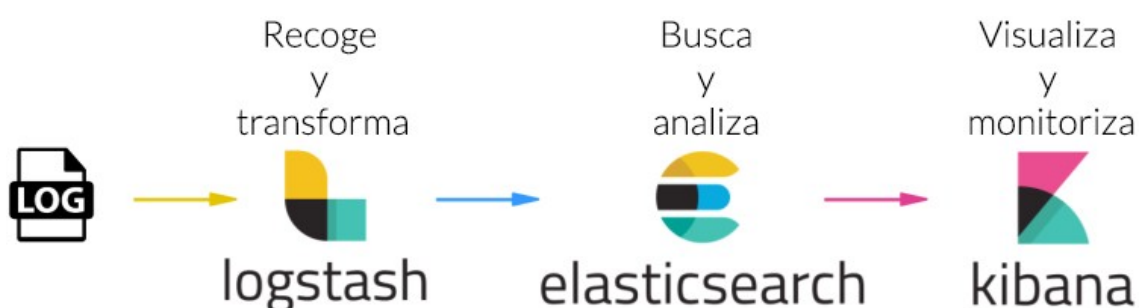 Recoge
y
transforma
Busca
y
analiza
Visualiza
y
monitoriza
LOG
logstash
elasticsearch
kibana